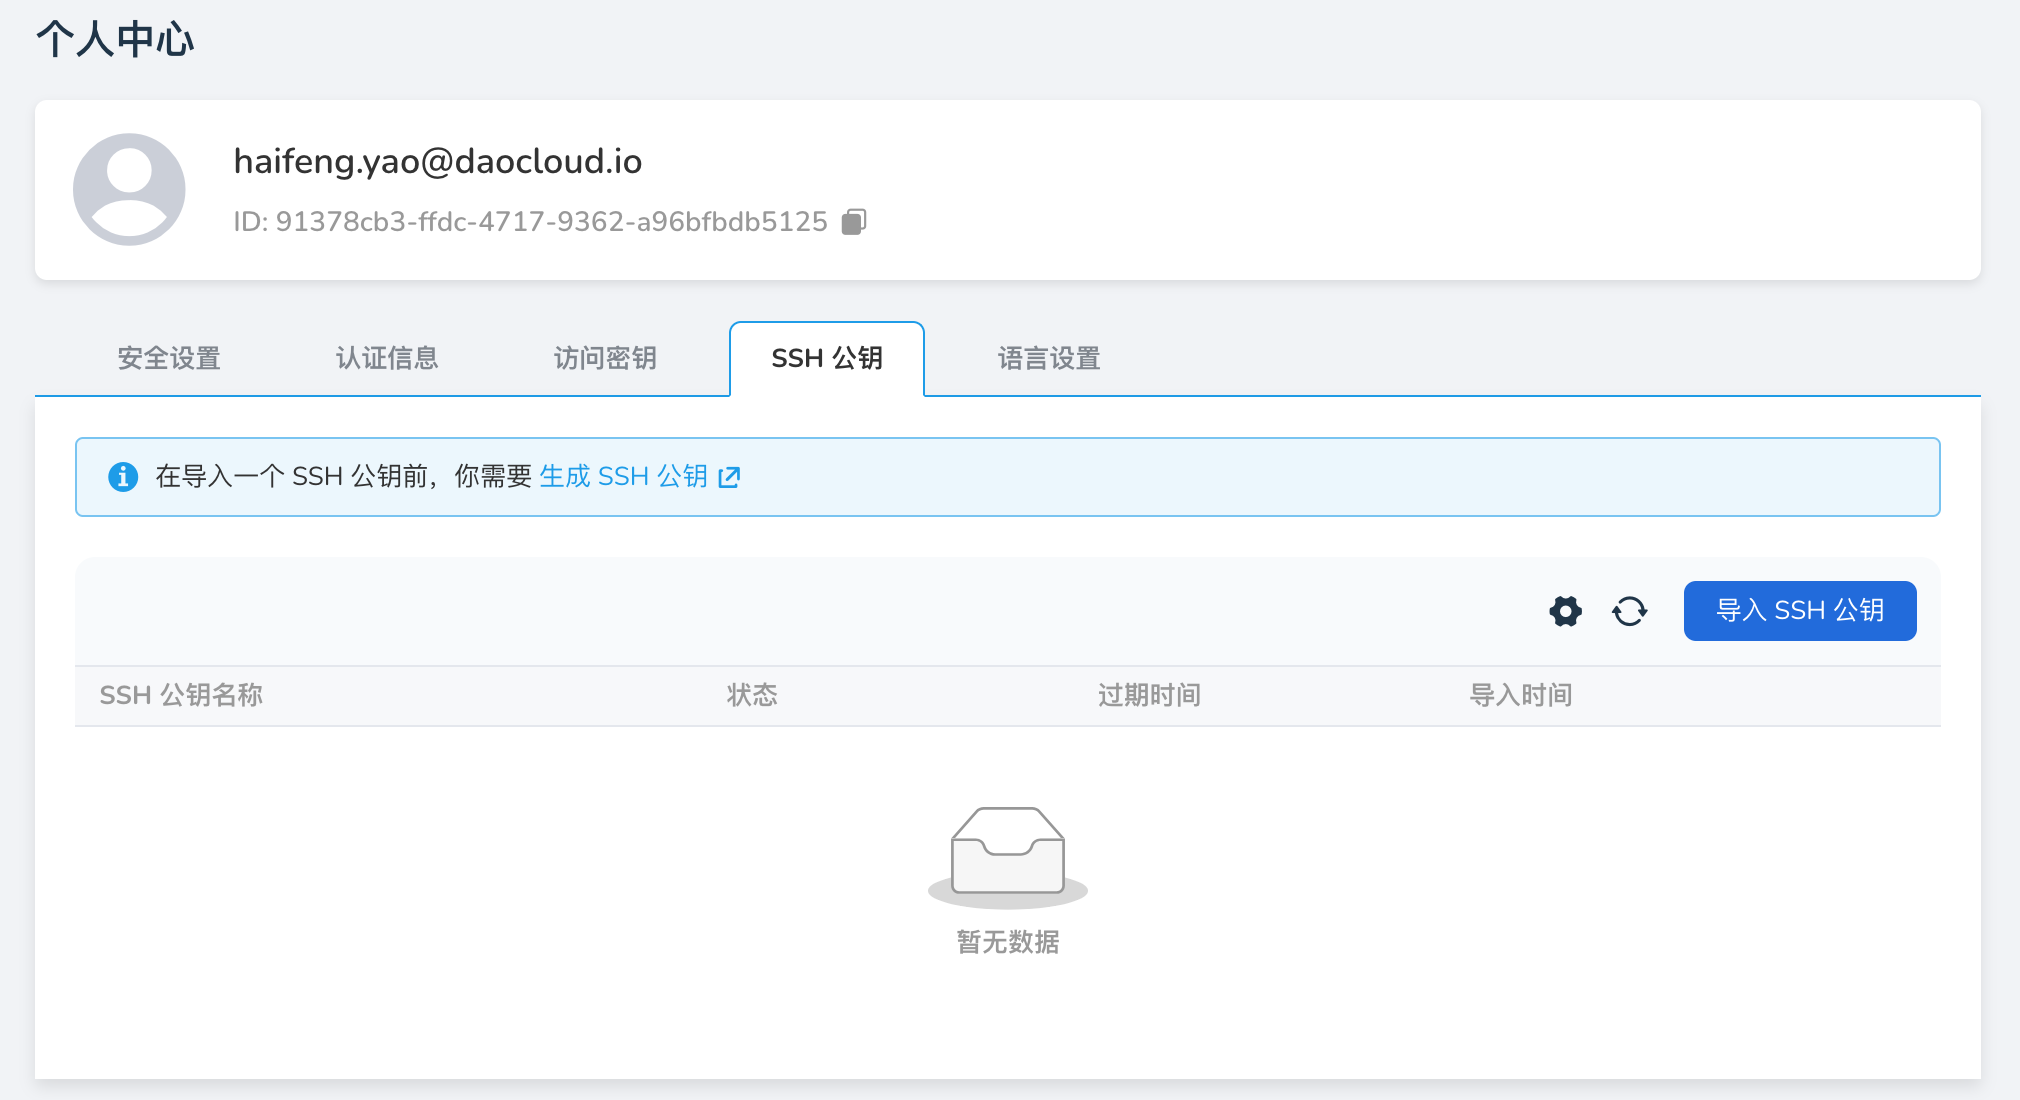 个人中心
haifeng.yao@daocloud.io
ID: 91378cb3-ffdc-4717-9362-a96bfbdb5125
安全设置 认证信息 访问密钥 SSH 公钥 语言设置
在导入一个 SSH 公钥前，你需要 生成 SSH 公钥
导入 SSH 公钥
SSH 公钥名称 状态 过期时间 导入时间
暂无数据